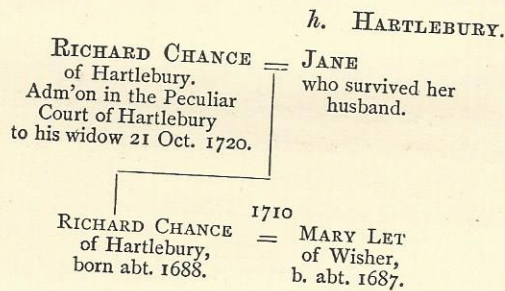 h. HARTLEBURY.
RICHARD CHANCE = JANE
of Hartlebury.
who survived her
Adm'on in the Peculiar
husband.
Court of Hartlebury
to his widow 21 Oct. 1720.
1710
RICHARD CHANCE = MARY LET
of Hartlebury,
of Wisher,
born abt. 1688.
b. abt. 1687.